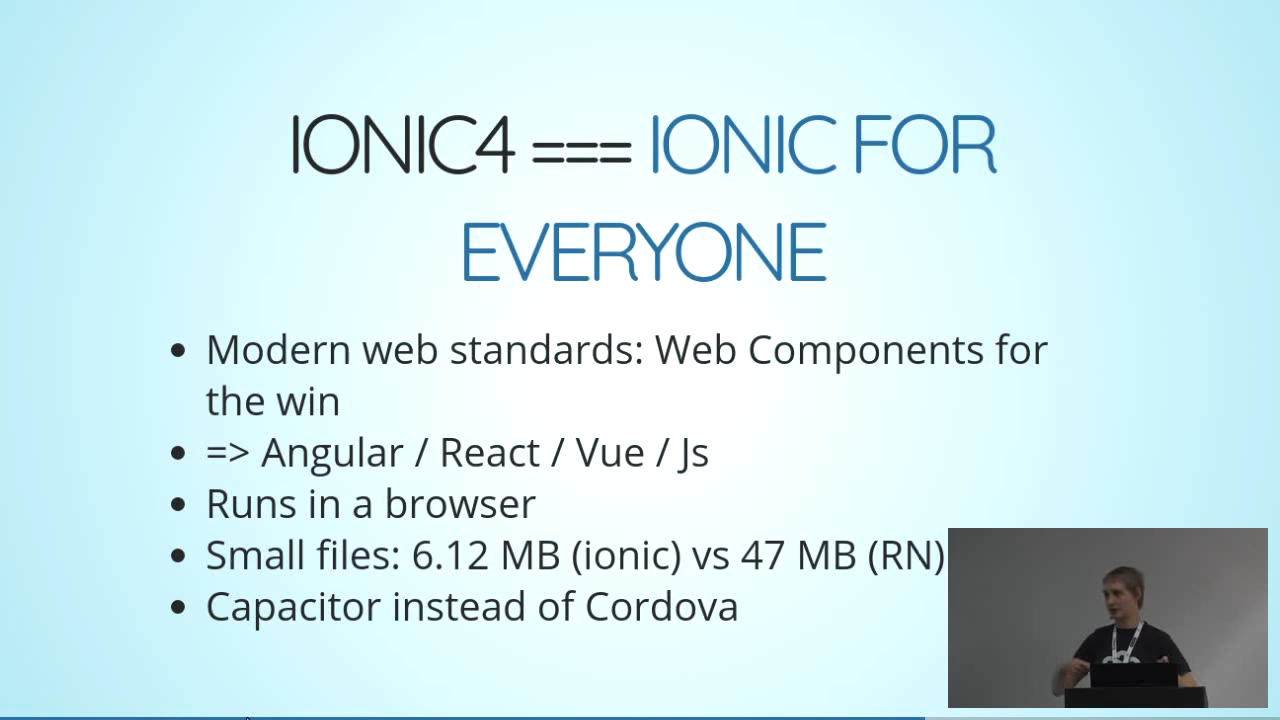 IONIC4 === IONIC FOR
EVERYONE
• Modern web standards: Web Components for
the win
• => Angular / React / Vue / Js
• Runs in a browser
• Small files: 6.12 MB (ionic) vs 47 MB (RN)
• Capacitor instead of Cordova